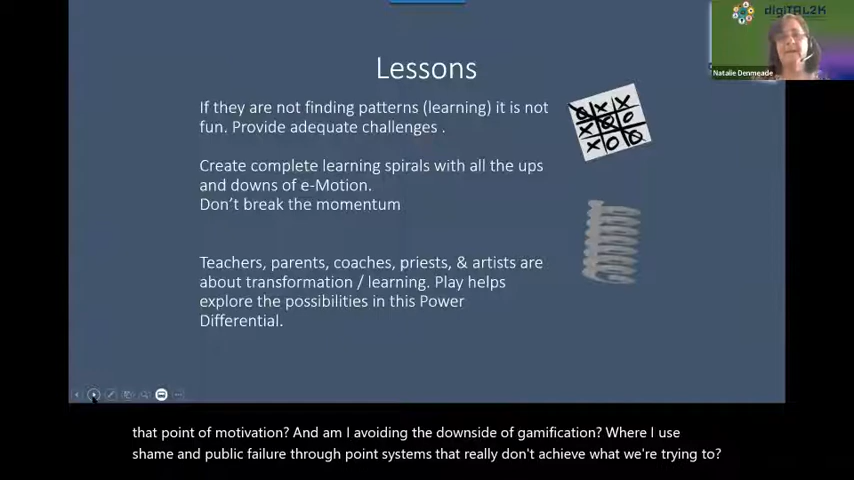 digiTAL2K
Natalie Denmeade
Lessons
If they are not finding patterns (learning) it is not
fun. Provide adequate challenges .
Create complete learning spirals with all the ups
and downs of e-Motion.
Don't break the momentum
Teachers, parents, coaches, priests, & artists are
about transformation / learning. Play helps
explore the possibilities in this Power
Differential.
O X X
X O O
X O O
that point of motivation? And am I avoiding the downside of gamification? Where I use
shame and public failure through point systems that really don't achieve what we're trying to?